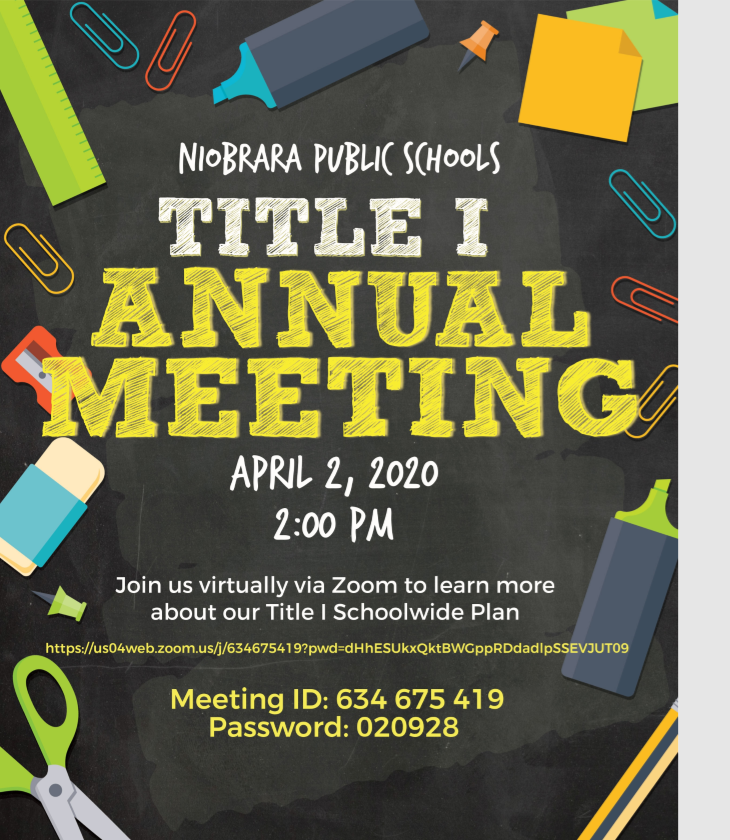 NIOBRARA PUBLIC SCHOOLS
TITLE I
ANNUAL
MEETING
APRIL 2, 2020
2:00 PM
Join us virtually via Zoom to learn more
about our Title I Schoolwide Plan
https://us04web.zoom.us/j/634675419?pwd=dHhESUkxQktBWGppRDdadlpSSEVJUT09
Meeting ID: 634 675 419
Password: 020928